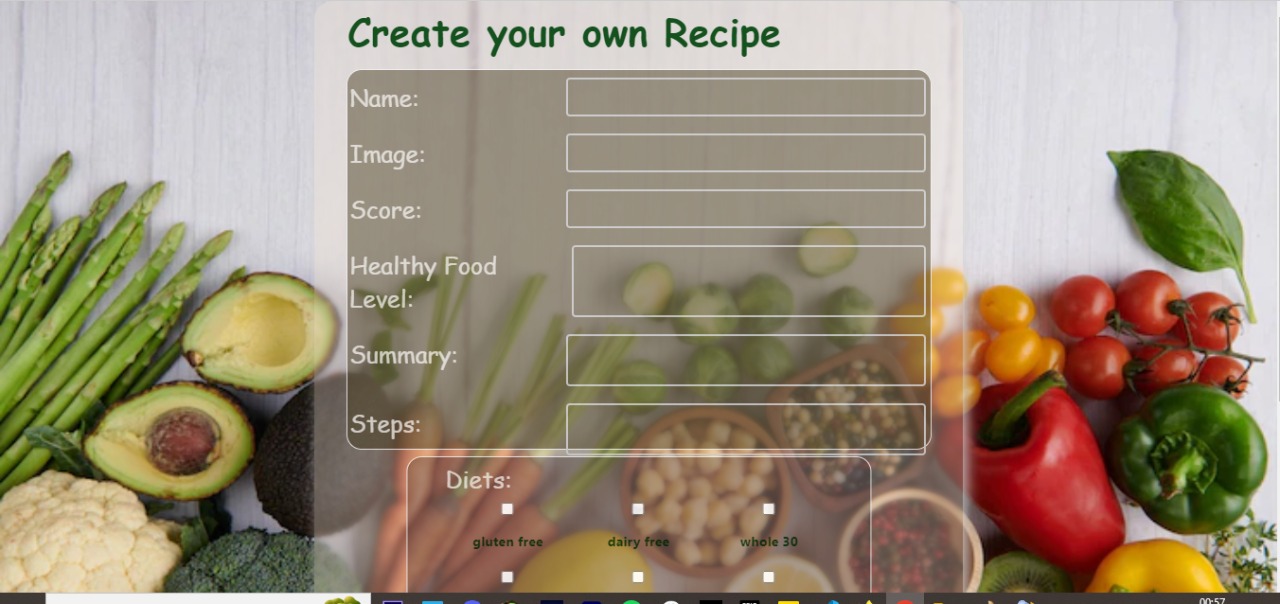 Create your own Recipe
Name:
Image:
Score:
Healthy Food
Level:
Summary:
Steps:
Diets:
gluten free dairy free whole 30
00:57